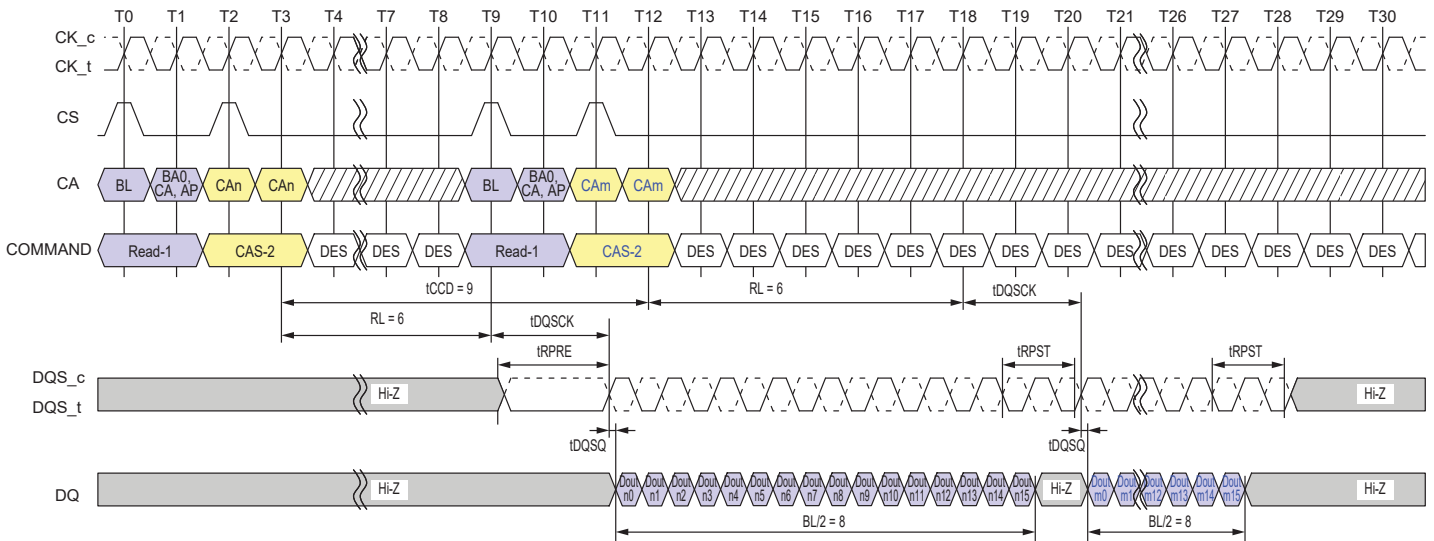 T0 T1 T2 T3 T4 T7 T8 T9 T10 T11 T12 T13 T14 T15 T16 T17 T18 T19 T20 T21 T26 T27 T28 T29 T30
CK_c
CK_t
CS
CA BL BA0, CA, AP CAn CAn BL BA0, CA, AP CAm CAm
COMMAND Read-1 CAS-2 DES DES DES Read-1 CAS-2 DES DES DES DES DES DES DES DES DES DES DES DES DES DES
tCCD = 9 RL = 6 tDQSCK
RL = 6 tDQSCK
tRPRE tRPST tRPST
DQS_c
DQS_t
Hi-Z Hi-Z
tDQSQ tDQSQ
DQ Hi-Z Dout n0 Dout n1 Dout n2 Dout n3 Dout n4 Dout n5 Dout n6 Dout n7 Dout n8 Dout n9 Dout n10 Dout n11 Dout n12 Dout n13 Dout n14 Dout n15 Hi-Z Dout m0 Dout m1 Dout m12 Dout m13 Dout m14 Dout m15 Hi-Z
BL/2 = 8 BL/2 = 8